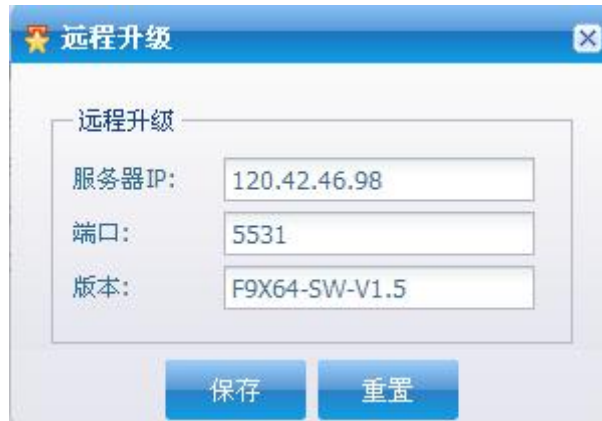 远程升级
远程升级
服务器IP: 120.42.46.98
端口: 5531
版本: F9X64-SW-V1.5
保存 重置